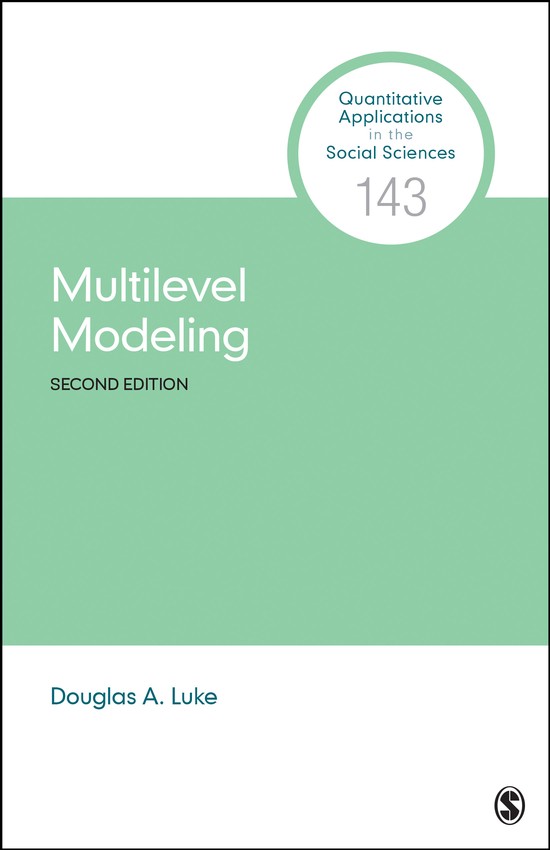 Quantitative
Applications
in the
Social Sciences
143
Multilevel
Modeling
SECOND EDITION
Douglas A. Luke
S